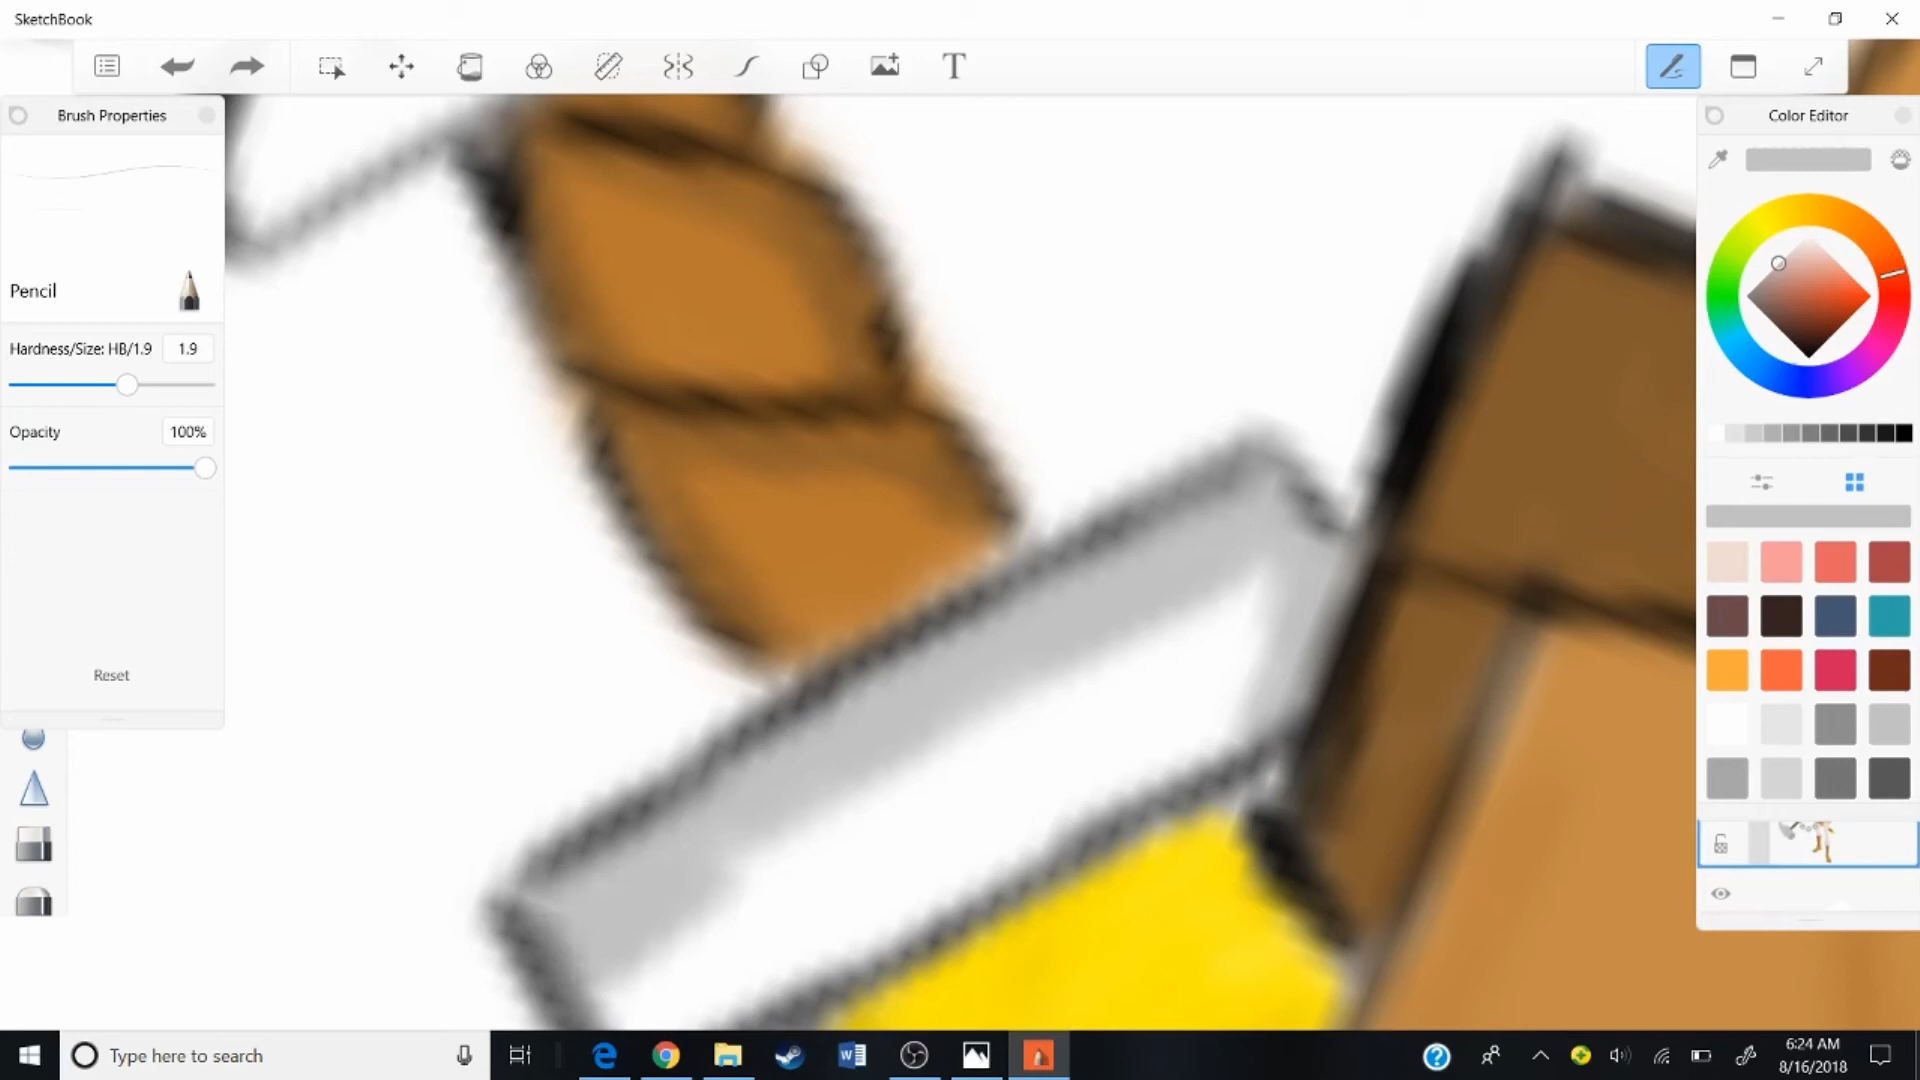 SketchBook
T
Brush Properties
Pencil
Hardness/Size: HB/1.9 1.9
Opacity 100%
Reset
Color Editor
Type here to search
6:24 AM
8/16/2018